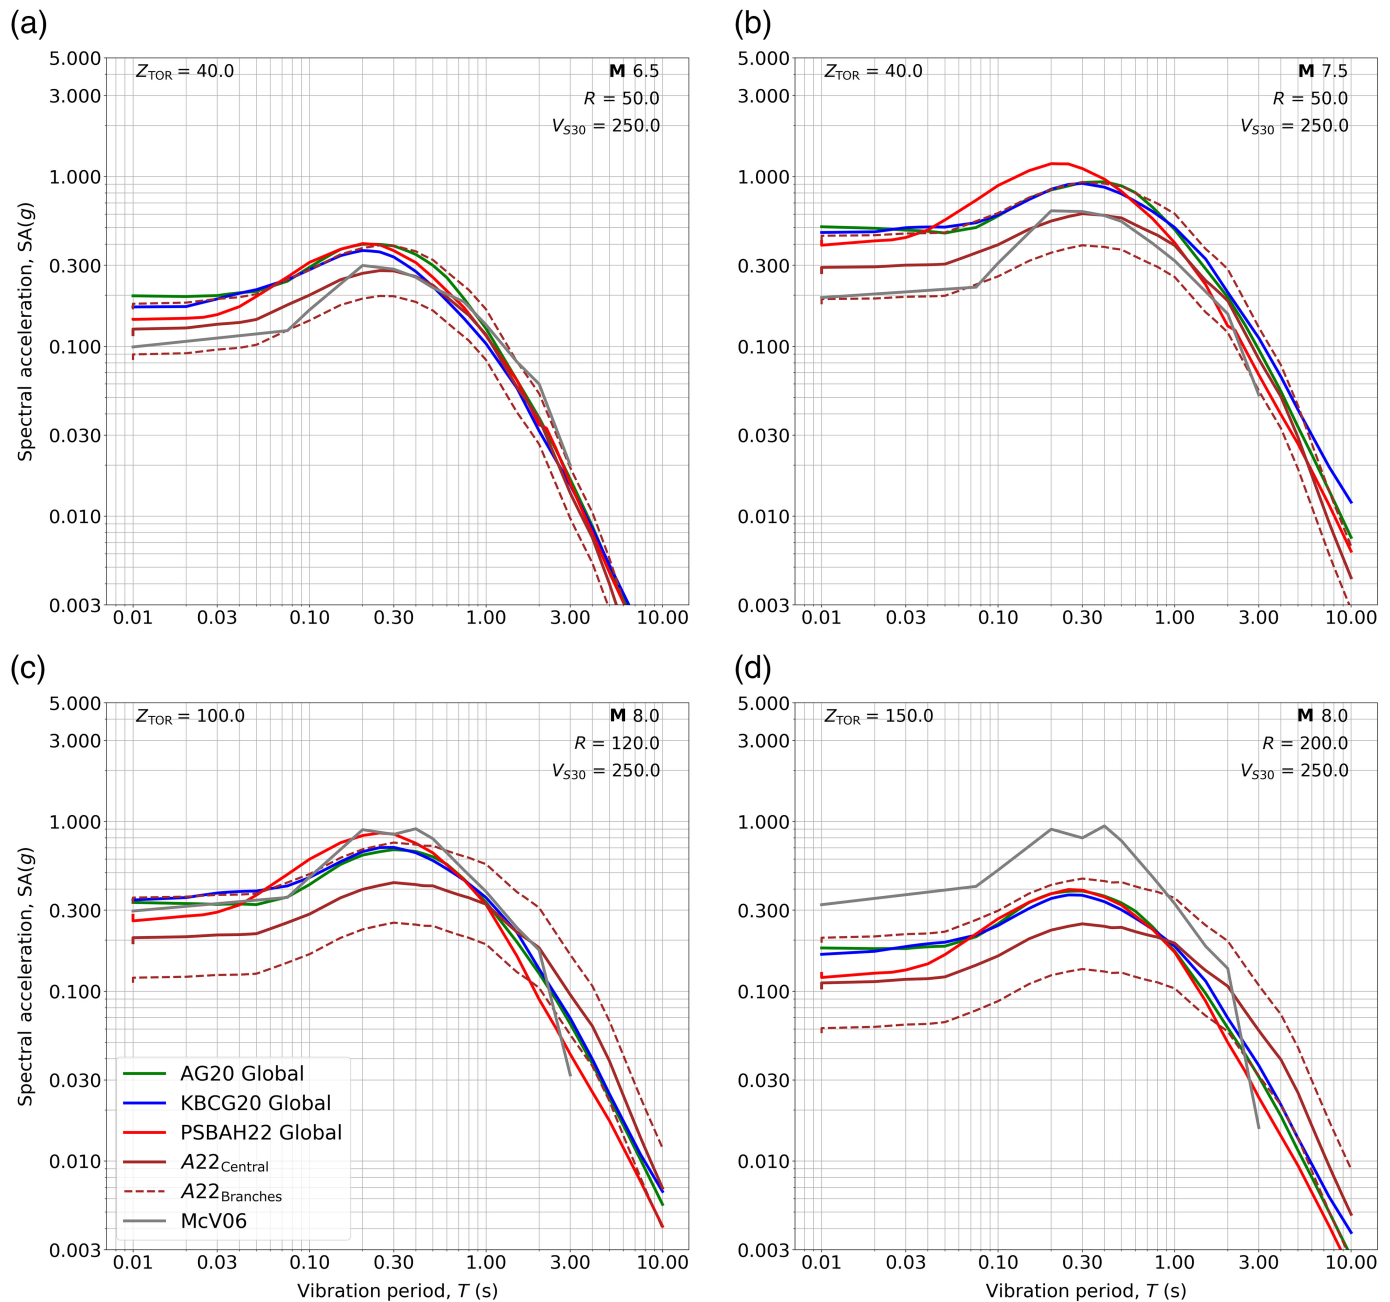 (a)
Z_TOR = 40.0
M 6.5
R = 50.0
V_S30 = 250.0
5.000
3.000
1.000
0.300
0.100
0.030
0.010
0.003
Spectral acceleration, SA(g)
0.01
0.03
0.10
0.30
1.00
3.00
10.00
(b)
Z_TOR = 40.0
M 7.5
R = 50.0
V_S30 = 250.0
5.000
3.000
1.000
0.300
0.100
0.030
0.010
0.003
0.01
0.03
0.10
0.30
1.00
3.00
10.00
(c)
Z_TOR = 100.0
M 8.0
R = 120.0
V_S30 = 250.0
5.000
3.000
1.000
0.300
0.100
0.030
0.010
0.003
Spectral acceleration, SA(g)
AG20 Global
KBCG20 Global
PSBAH22 Global
A22_Central
A22_Branches
McV06
0.01
0.03
0.10
0.30
1.00
3.00
10.00
Vibration period, T (s)
(d)
Z_TOR = 150.0
M 8.0
R = 200.0
V_S30 = 250.0
5.000
3.000
1.000
0.300
0.100
0.030
0.010
0.003
0.01
0.03
0.10
0.30
1.00
3.00
10.00
Vibration period, T (s)